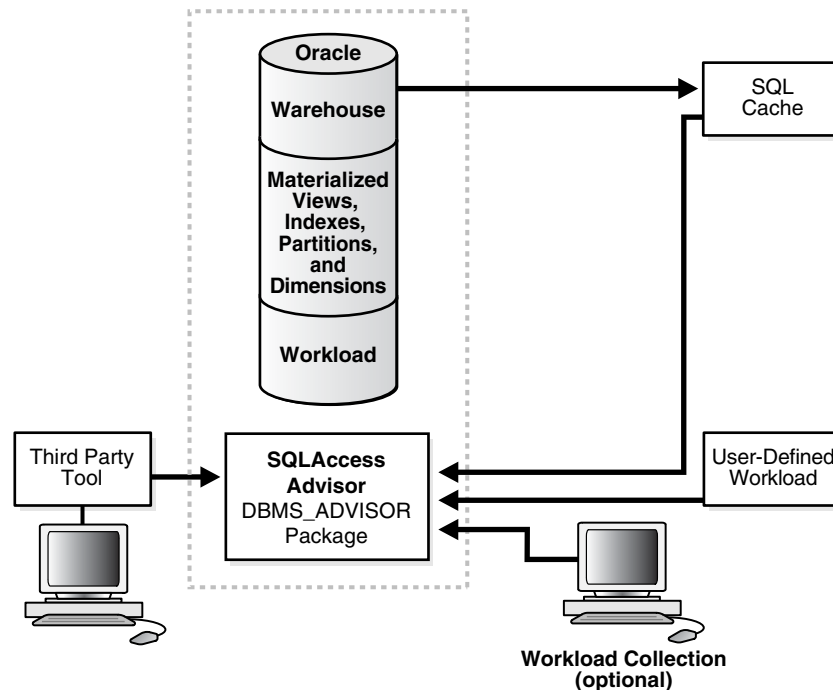 Oracle
Warehouse
Materialized
Views,
Indexes,
Partitions,
and
Dimensions
Workload
SQL
Cache
Third Party
Tool
SQLAccess
Advisor
DBMS_ADVISOR
Package
User-Defined
Workload
Workload Collection
(optional)